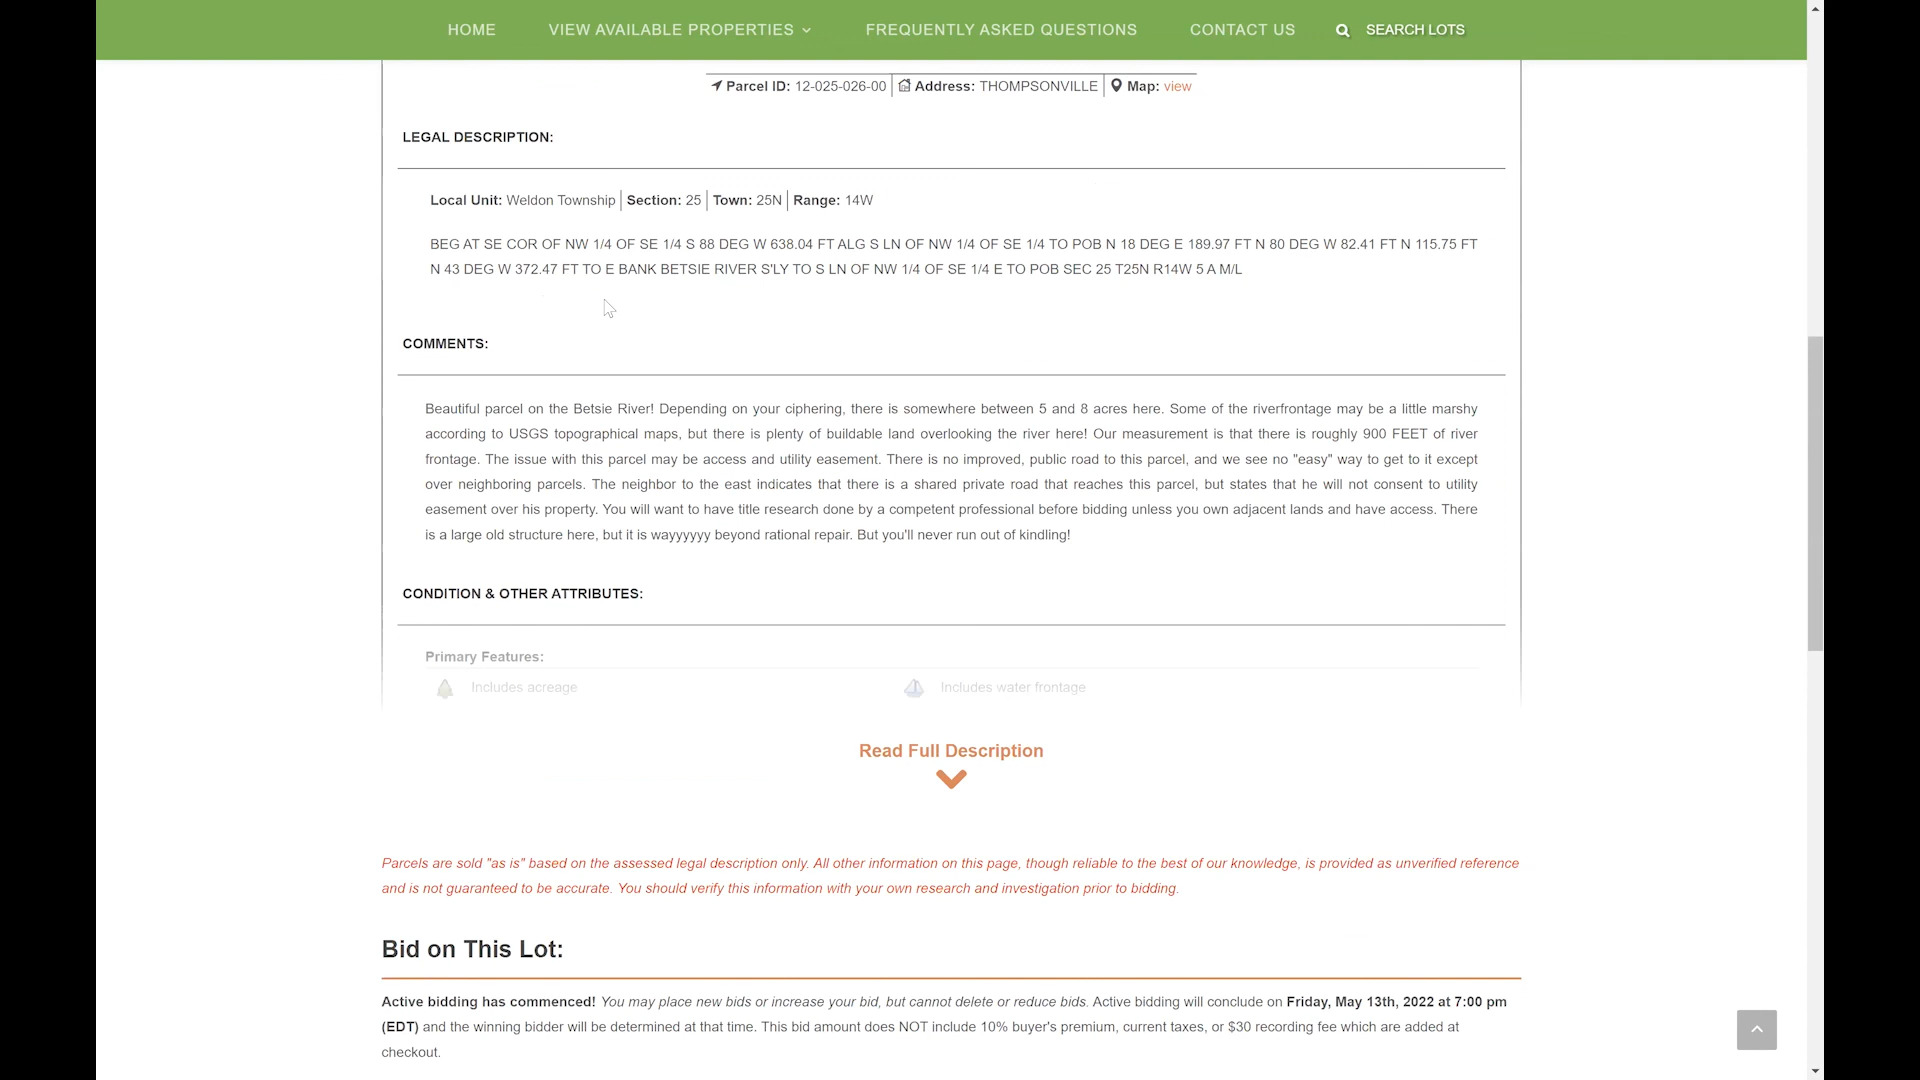 HOME VIEW AVAILABLE PROPERTIES FREQUENTLY ASKED QUESTIONS CONTACT US SEARCH LOTS
Parcel ID: 12-025-026-00 Address: THOMPSONVILLE Map: view
LEGAL DESCRIPTION:
Local Unit: Weldon Township Section: 25 Town: 25N Range: 14W
BEG AT SE COR OF NW 1/4 OF SE 1/4 S 88 DEG W 638.04 FT ALG S LN OF NW 1/4 OF SE 1/4 TO POB N 18 DEG E 189.97 FT N 80 DEG W 82.41 FT N 115.75 FT
N 43 DEG W 372.47 FT TO E BANK BETSIE RIVER S'LY TO S LN OF NW 1/4 OF SE 1/4 E TO POB SEC 25 T25N R14W 5 A M/L
COMMENTS:
Beautiful parcel on the Betsie River! Depending on your ciphering, there is somewhere between 5 and 8 acres here. Some of the riverfrontage may be a little marshy
according to USGS topographical maps, but there is plenty of buildable land overlooking the river here! Our measurement is that there is roughly 900 FEET of river
frontage. The issue with this parcel may be access and utility easement. There is no improved, public road to this parcel, and we see no "easy" way to get to it except
over neighboring parcels. The neighbor to the east indicates that there is a shared private road that reaches this parcel, but states that he will not consent to utility
easement over his property. You will want to have title research done by a competent professional before bidding unless you own adjacent lands and have access. There
is a large old structure here, but it is wayyyyyy beyond rational repair. But you'll never run out of kindling!
CONDITION & OTHER ATTRIBUTES:
Primary Features:
Includes acreage Includes water frontage
Read Full Description
Parcels are sold "as is" based on the assessed legal description only. All other information on this page, though reliable to the best of our knowledge, is provided as unverified reference
and is not guaranteed to be accurate. You should verify this information with your own research and investigation prior to bidding.
Bid on This Lot:
Active bidding has commenced! You may place new bids or increase your bid, but cannot delete or reduce bids. Active bidding will conclude on Friday, May 13th, 2022 at 7:00 pm
(EDT) and the winning bidder will be determined at that time. This bid amount does NOT include 10% buyer's premium, current taxes, or $30 recording fee which are added at
checkout.